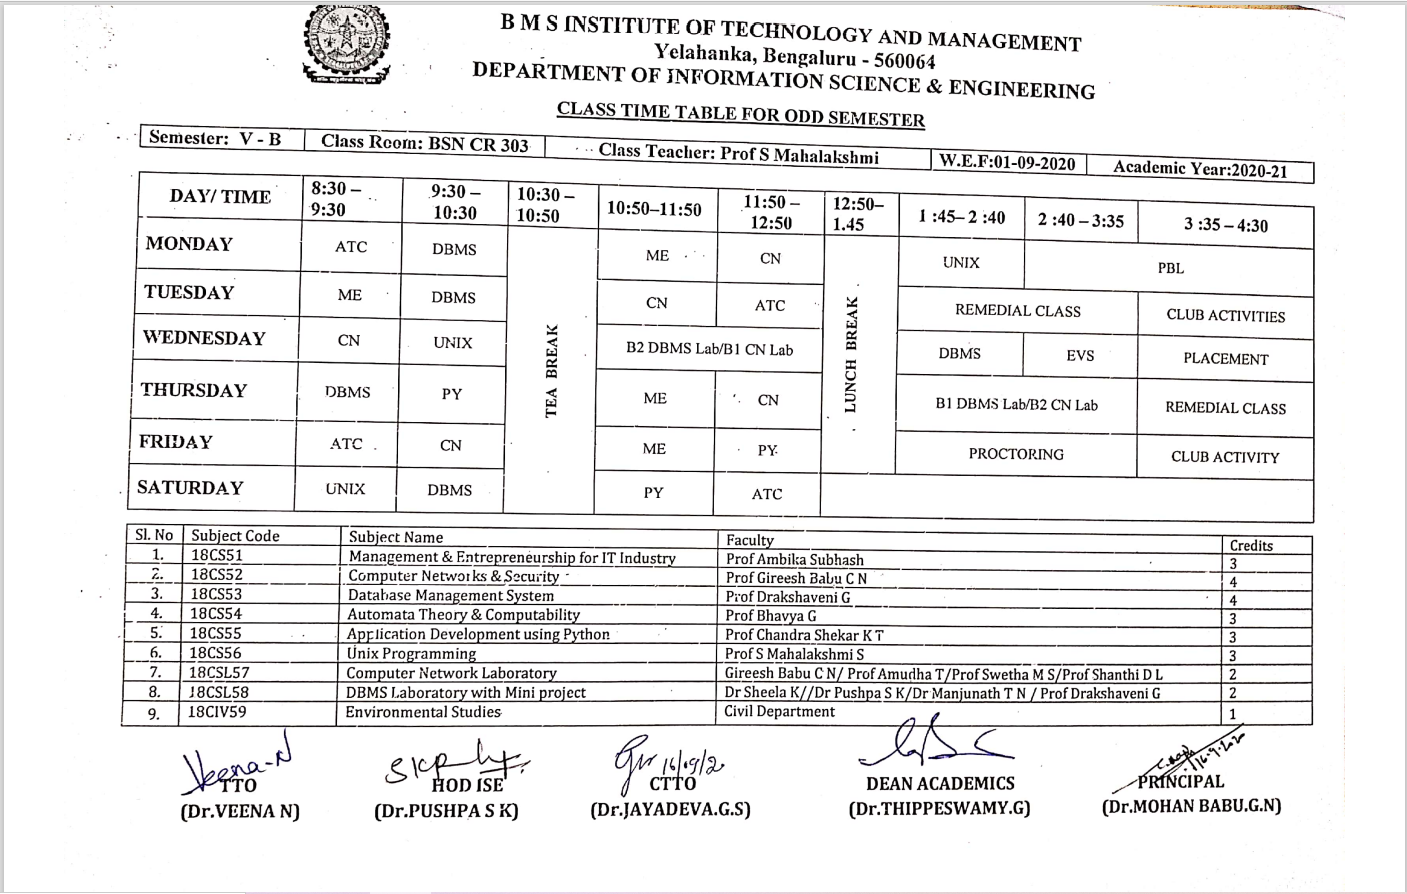 B M S INSTITUTE OF TECHNOLOGY AND MANAGEMENT
Yelahanka, Bengaluru - 560064
DEPARTMENT OF INFORMATION SCIENCE & ENGINEERING
CLASS TIME TABLE FOR ODD SEMESTER
Semester: V - B Class Room: BSN CR 303 Class Teacher: Prof S Mahalakshmi W.E.F:01-09-2020 Academic Year:2020-21
DAY/ TIME 8:30 – 9:30 9:30 – 10:30 10:30 – 10:50 10:50–11:50 11:50 – 12:50 12:50– 1.45 1 :45– 2 :40 2 :40 – 3:35 3 :35 – 4:30
MONDAY ATC DBMS ME CN UNIX PBL
TUESDAY ME DBMS CN ATC REMEDIAL CLASS CLUB ACTIVITIES
WEDNESDAY CN UNIX B2 DBMS Lab/B1 CN Lab DBMS EVS PLACEMENT
TEA BREAK
LUNCH BREAK
THURSDAY DBMS PY ME CN B1 DBMS Lab/B2 CN Lab REMEDIAL CLASS
FRIDAY ATC CN ME PY PROCTORING CLUB ACTIVITY
SATURDAY UNIX DBMS PY ATC
Sl. No Subject Code Subject Name Faculty Credits
1. 18CS51 Management & Entrepreneurship for IT Industry Prof Ambika Subhash 3
2. 18CS52 Computer Networks & Security Prof Gireesh Babu C N 4
3. 18CS53 Database Management System Prof Drakshaveni G 4
4. 18CS54 Automata Theory & Computability Prof Bhavya G 3
5. 18CS55 Application Development using Python Prof Chandra Shekar K T 3
6. 18CS56 Unix Programming Prof S Mahalakshmi S 3
7. 18CSL57 Computer Network Laboratory Gireesh Babu C N/ Prof Amudha T/Prof Swetha M S/Prof Shanthi D L 2
8. 18CSL58 DBMS Laboratory with Mini project Dr Sheela K//Dr Pushpa S K/Dr Manjunath T N / Prof Drakshaveni G 2
9. 18CIV59 Environmental Studies Civil Department 1
Veena-N 16/09/2 16.9.2020
TTO HOD ISE CTTO DEAN ACADEMICS PRINCIPAL
(Dr.VEENA N) (Dr.PUSHPA S K) (Dr.JAYADEVA.G.S) (Dr.THIPPESWAMY.G) (Dr.MOHAN BABU.G.N)